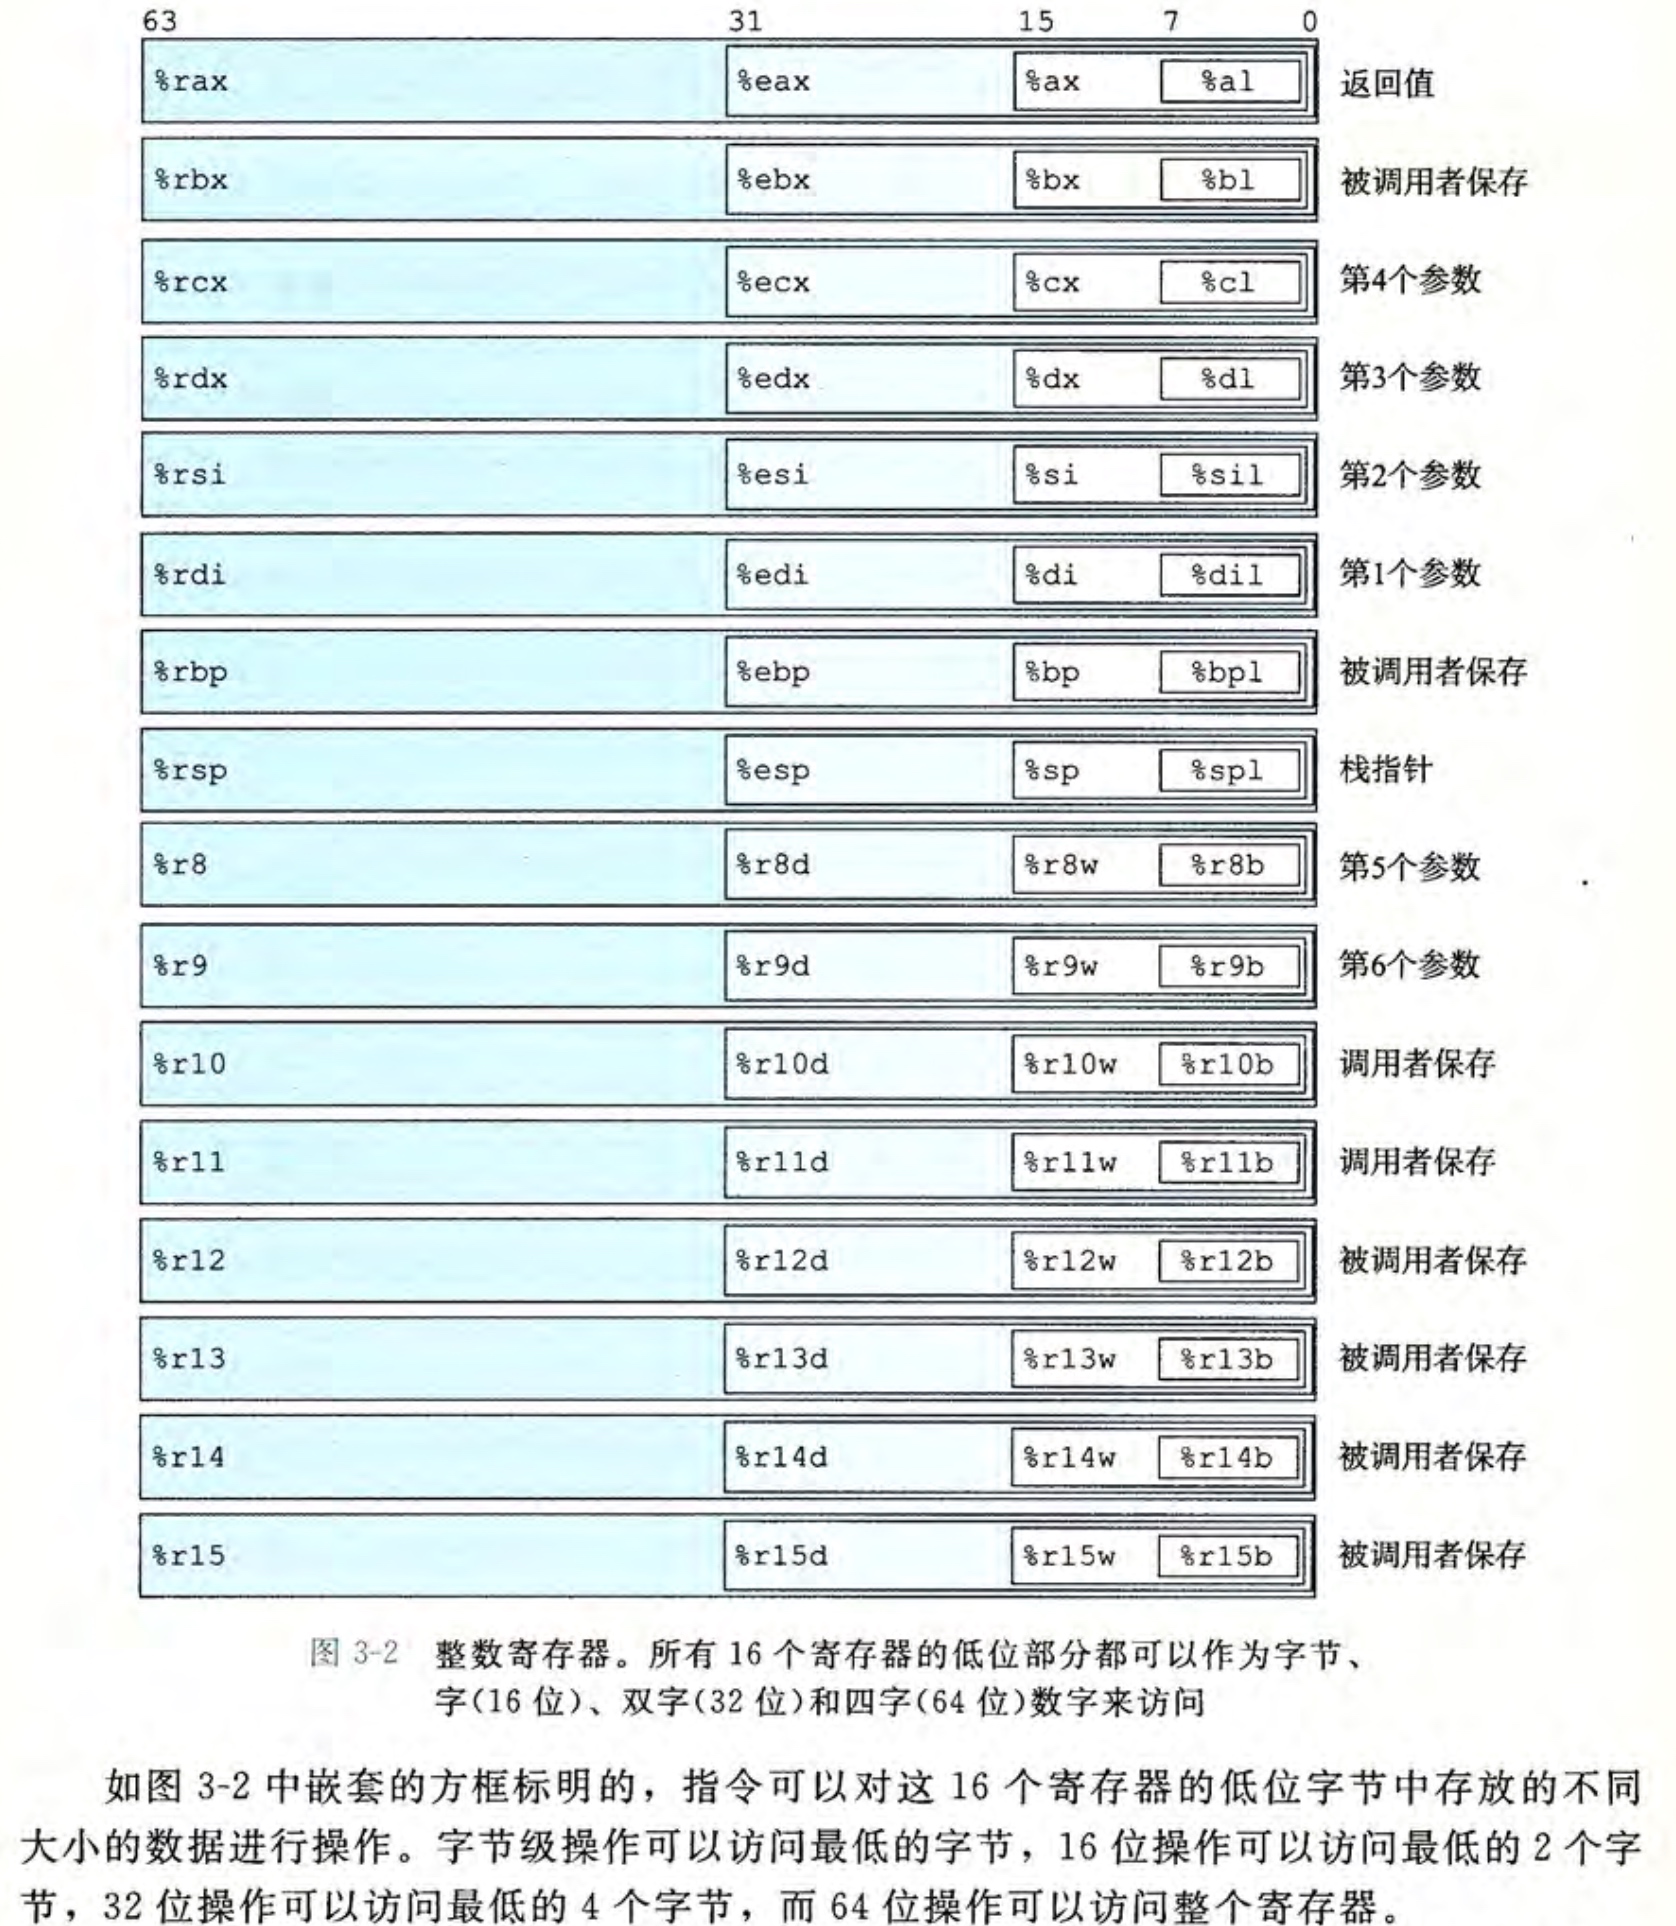 63 31 15 7 0
%rax %eax %ax %al 返回值
%rbx %ebx %bx %bl 被调用者保存
%rcx %ecx %cx %cl 第4个参数
%rdx %edx %dx %dl 第3个参数
%rsi %esi %si %sil 第2个参数
%rdi %edi %di %dil 第1个参数
%rbp %ebp %bp %bpl 被调用者保存
%rsp %esp %sp %spl 栈指针
%r8 %r8d %r8w %r8b 第5个参数
%r9 %r9d %r9w %r9b 第6个参数
%r10 %r10d %r10w %r10b 调用者保存
%r11 %r11d %r11w %r11b 调用者保存
%r12 %r12d %r12w %r12b 被调用者保存
%r13 %r13d %r13w %r13b 被调用者保存
%r14 %r14d %r14w %r14b 被调用者保存
%r15 %r15d %r15w %r15b 被调用者保存
图 3-2 整数寄存器。所有 16 个寄存器的低位部分都可以作为字节、
字(16 位)、双字(32 位)和四字(64 位)数字来访问
如图 3-2 中嵌套的方框标明的，指令可以对这 16 个寄存器的低位字节中存放的不同
大小的数据进行操作。字节级操作可以访问最低的字节，16 位操作可以访问最低的 2 个字
节，32 位操作可以访问最低的 4 个字节，而 64 位操作可以访问整个寄存器。